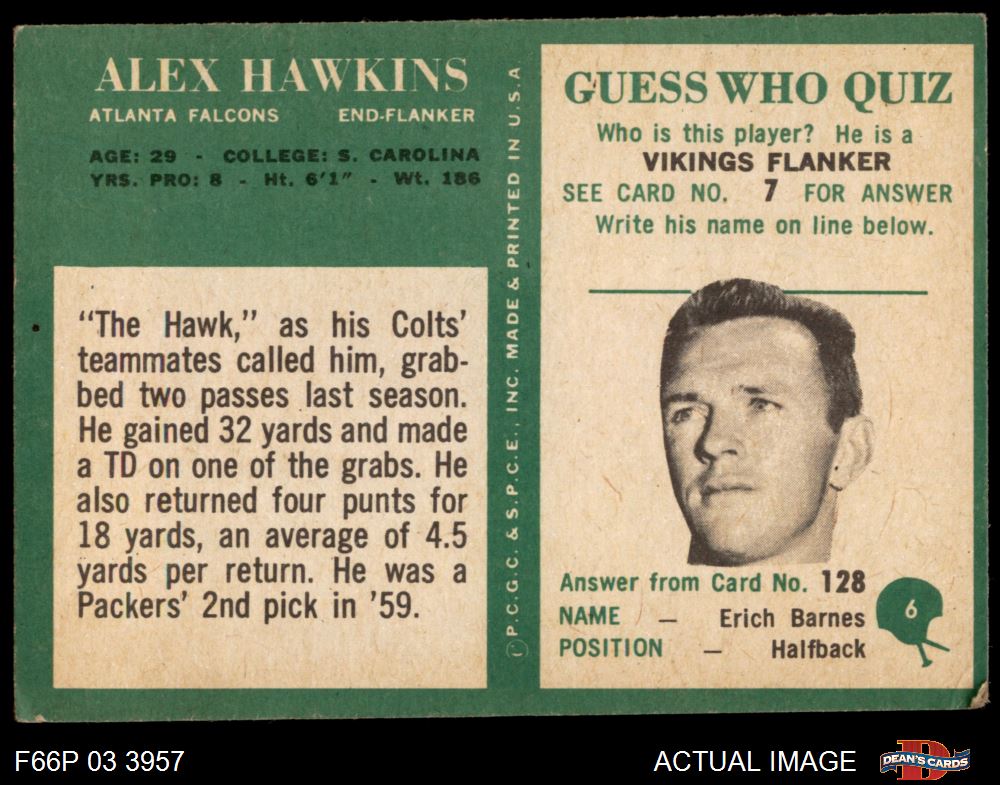 ALEX HAWKINS
ATLANTA FALCONS END-FLANKER
AGE: 29 - COLLEGE: S. CAROLINA
YRS. PRO: 8 - Ht. 6'1" - Wt. 186
"The Hawk," as his Colts'
teammates called him, grab-
bed two passes last season.
He gained 32 yards and made
a TD on one of the grabs. He
also returned four punts for
18 yards, an average of 4.5
yards per return. He was a
Packers' 2nd pick in '59.
© P.C.G.C. & S.P.C.E., INC. MADE & PRINTED IN U.S.A.
GUESS WHO QUIZ
Who is this player? He is a
VIKINGS FLANKER
SEE CARD NO. 7 FOR ANSWER
Write his name on line below.
Answer from Card No. 128
NAME — Erich Barnes
POSITION — Halfback
6
F66P 03 3957
ACTUAL IMAGE
D
DEAN'S CARDS